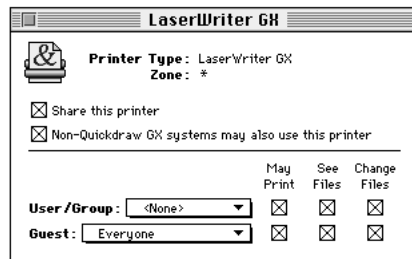 LaserWriter GX
&
Printer Type: LaserWriter GX
Zone: *
Share this printer
Non-Quickdraw GX systems may also use this printer
May Print See Files Change Files
User/Group: <None>
Guest: Everyone